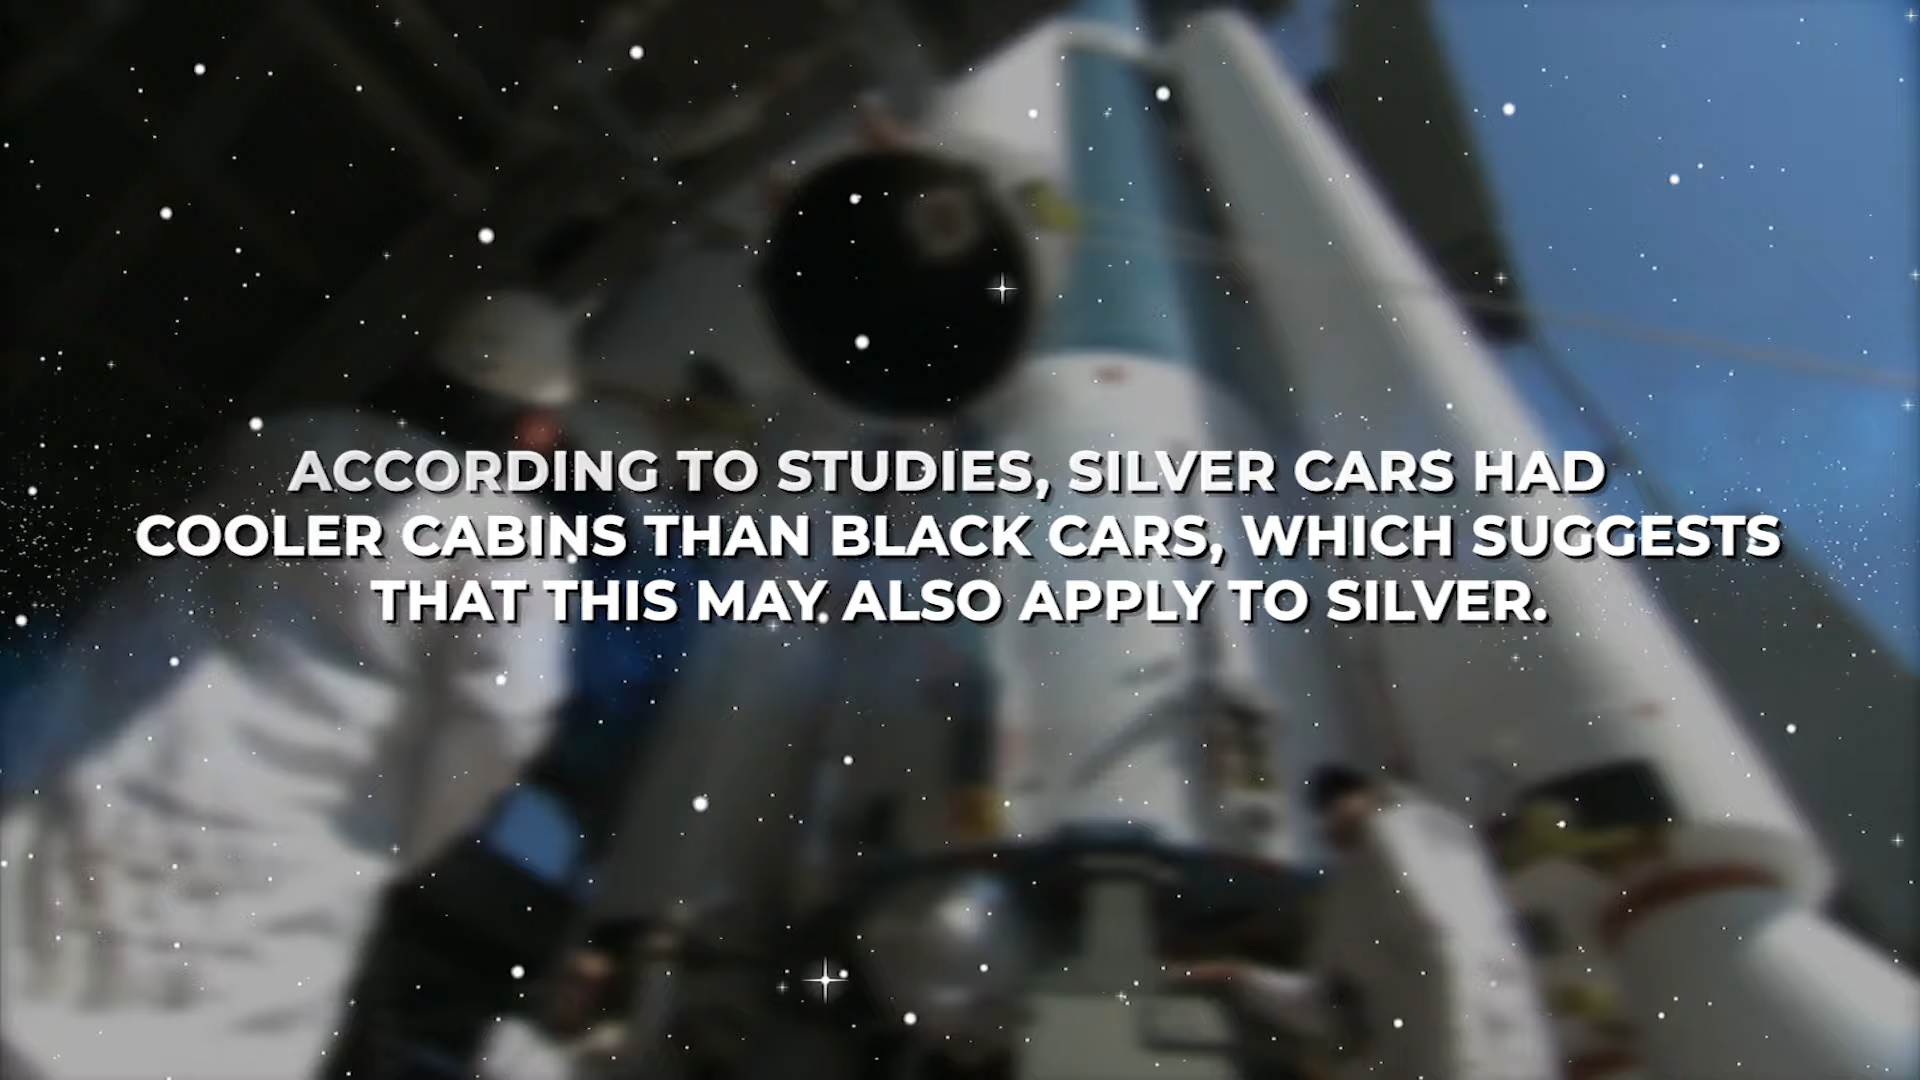 ACCORDING TO STUDIES, SILVER CARS HAD
COOLER CABINS THAN BLACK CARS, WHICH SUGGESTS
THAT THIS MAY ALSO APPLY TO SILVER.